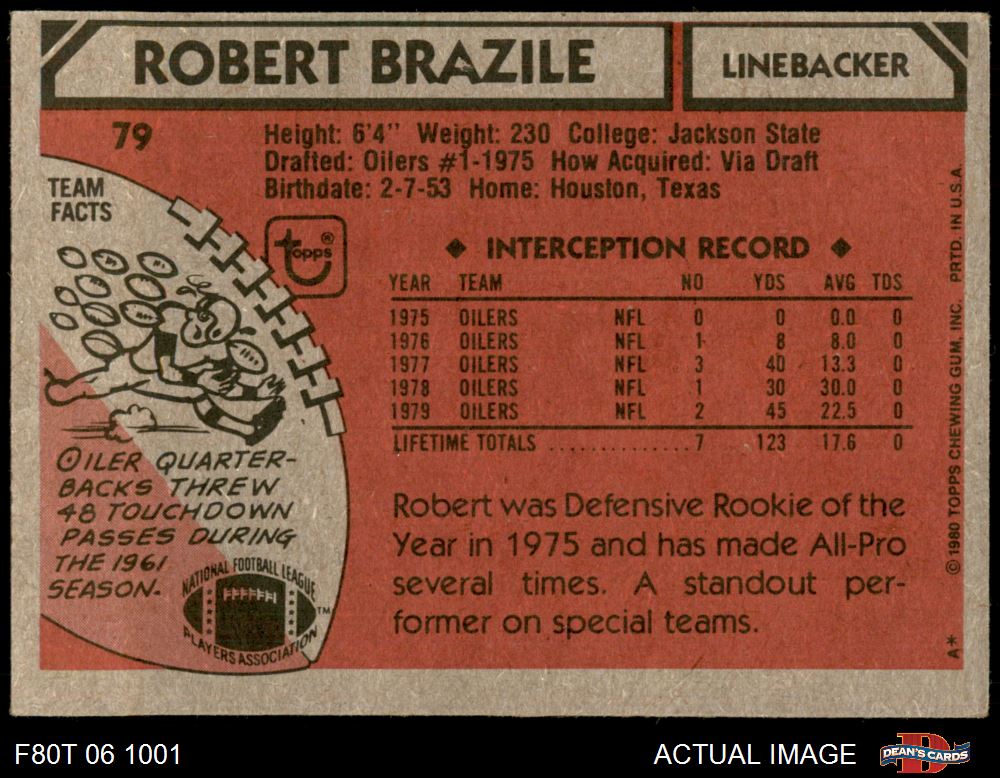 ROBERT BRAZILE
LINEBACKER
79
Height: 6'4" Weight: 230 College: Jackson State
Drafted: Oilers #1-1975 How Acquired: Via Draft
Birthdate: 2-7-53 Home: Houston, Texas
TEAM
FACTS
topps®
◆ INTERCEPTION RECORD ◆
YEAR TEAM NO YDS AVG TDS
1975 OILERS NFL 0 0 0.0 0
1976 OILERS NFL 1 8 8.0 0
1977 OILERS NFL 3 40 13.3 0
1978 OILERS NFL 1 30 30.0 0
1979 OILERS NFL 2 45 22.5 0
LIFETIME TOTALS .............. 7 123 17.6 0
OILER QUARTER-
BACKS THREW
48 TOUCHDOWN
PASSES DURING
THE 1961
SEASON.
NATIONAL FOOTBALL LEAGUE
PLAYERS ASSOCIATION
TM
Robert was Defensive Rookie of the
Year in 1975 and has made All-Pro
several times. A standout per-
former on special teams.
A* © 1980 TOPPS CHEWING GUM, INC. PRTD. IN U.S.A.
F80T 06 1001
ACTUAL IMAGE
D
DEAN'S CARDS